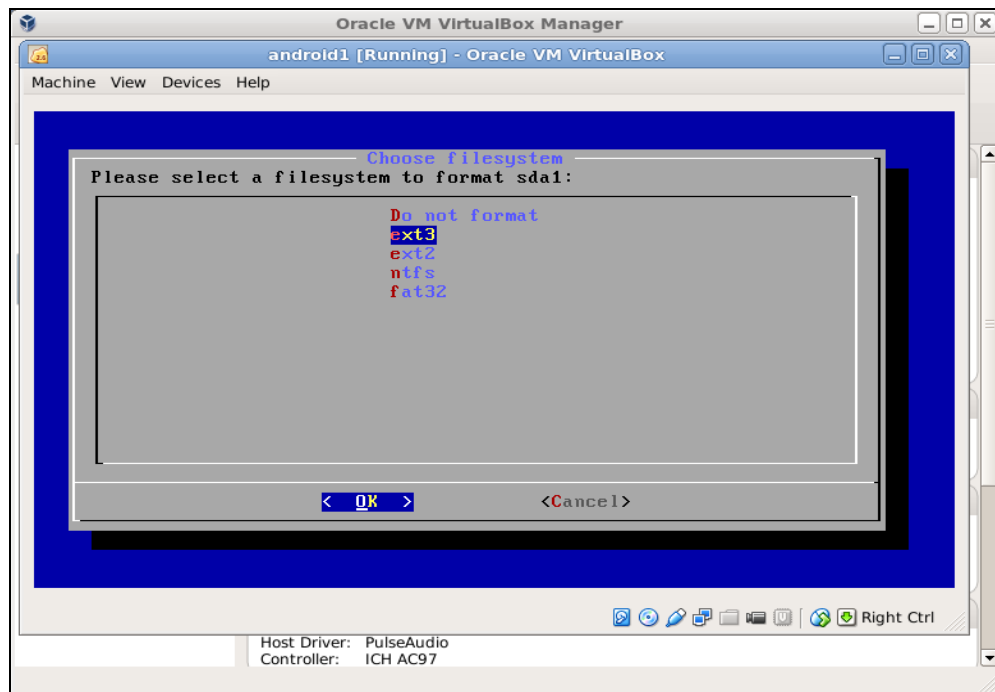 Oracle VM VirtualBox Manager
android1 [Running] - Oracle VM VirtualBox
Machine View Devices Help
Choose filesystem
Please select a filesystem to format sda1:
Do not format
ext3
ext2
ntfs
fat32
< OK > <Cancel>
Right Ctrl
Host Driver: PulseAudio
Controller: ICH AC97